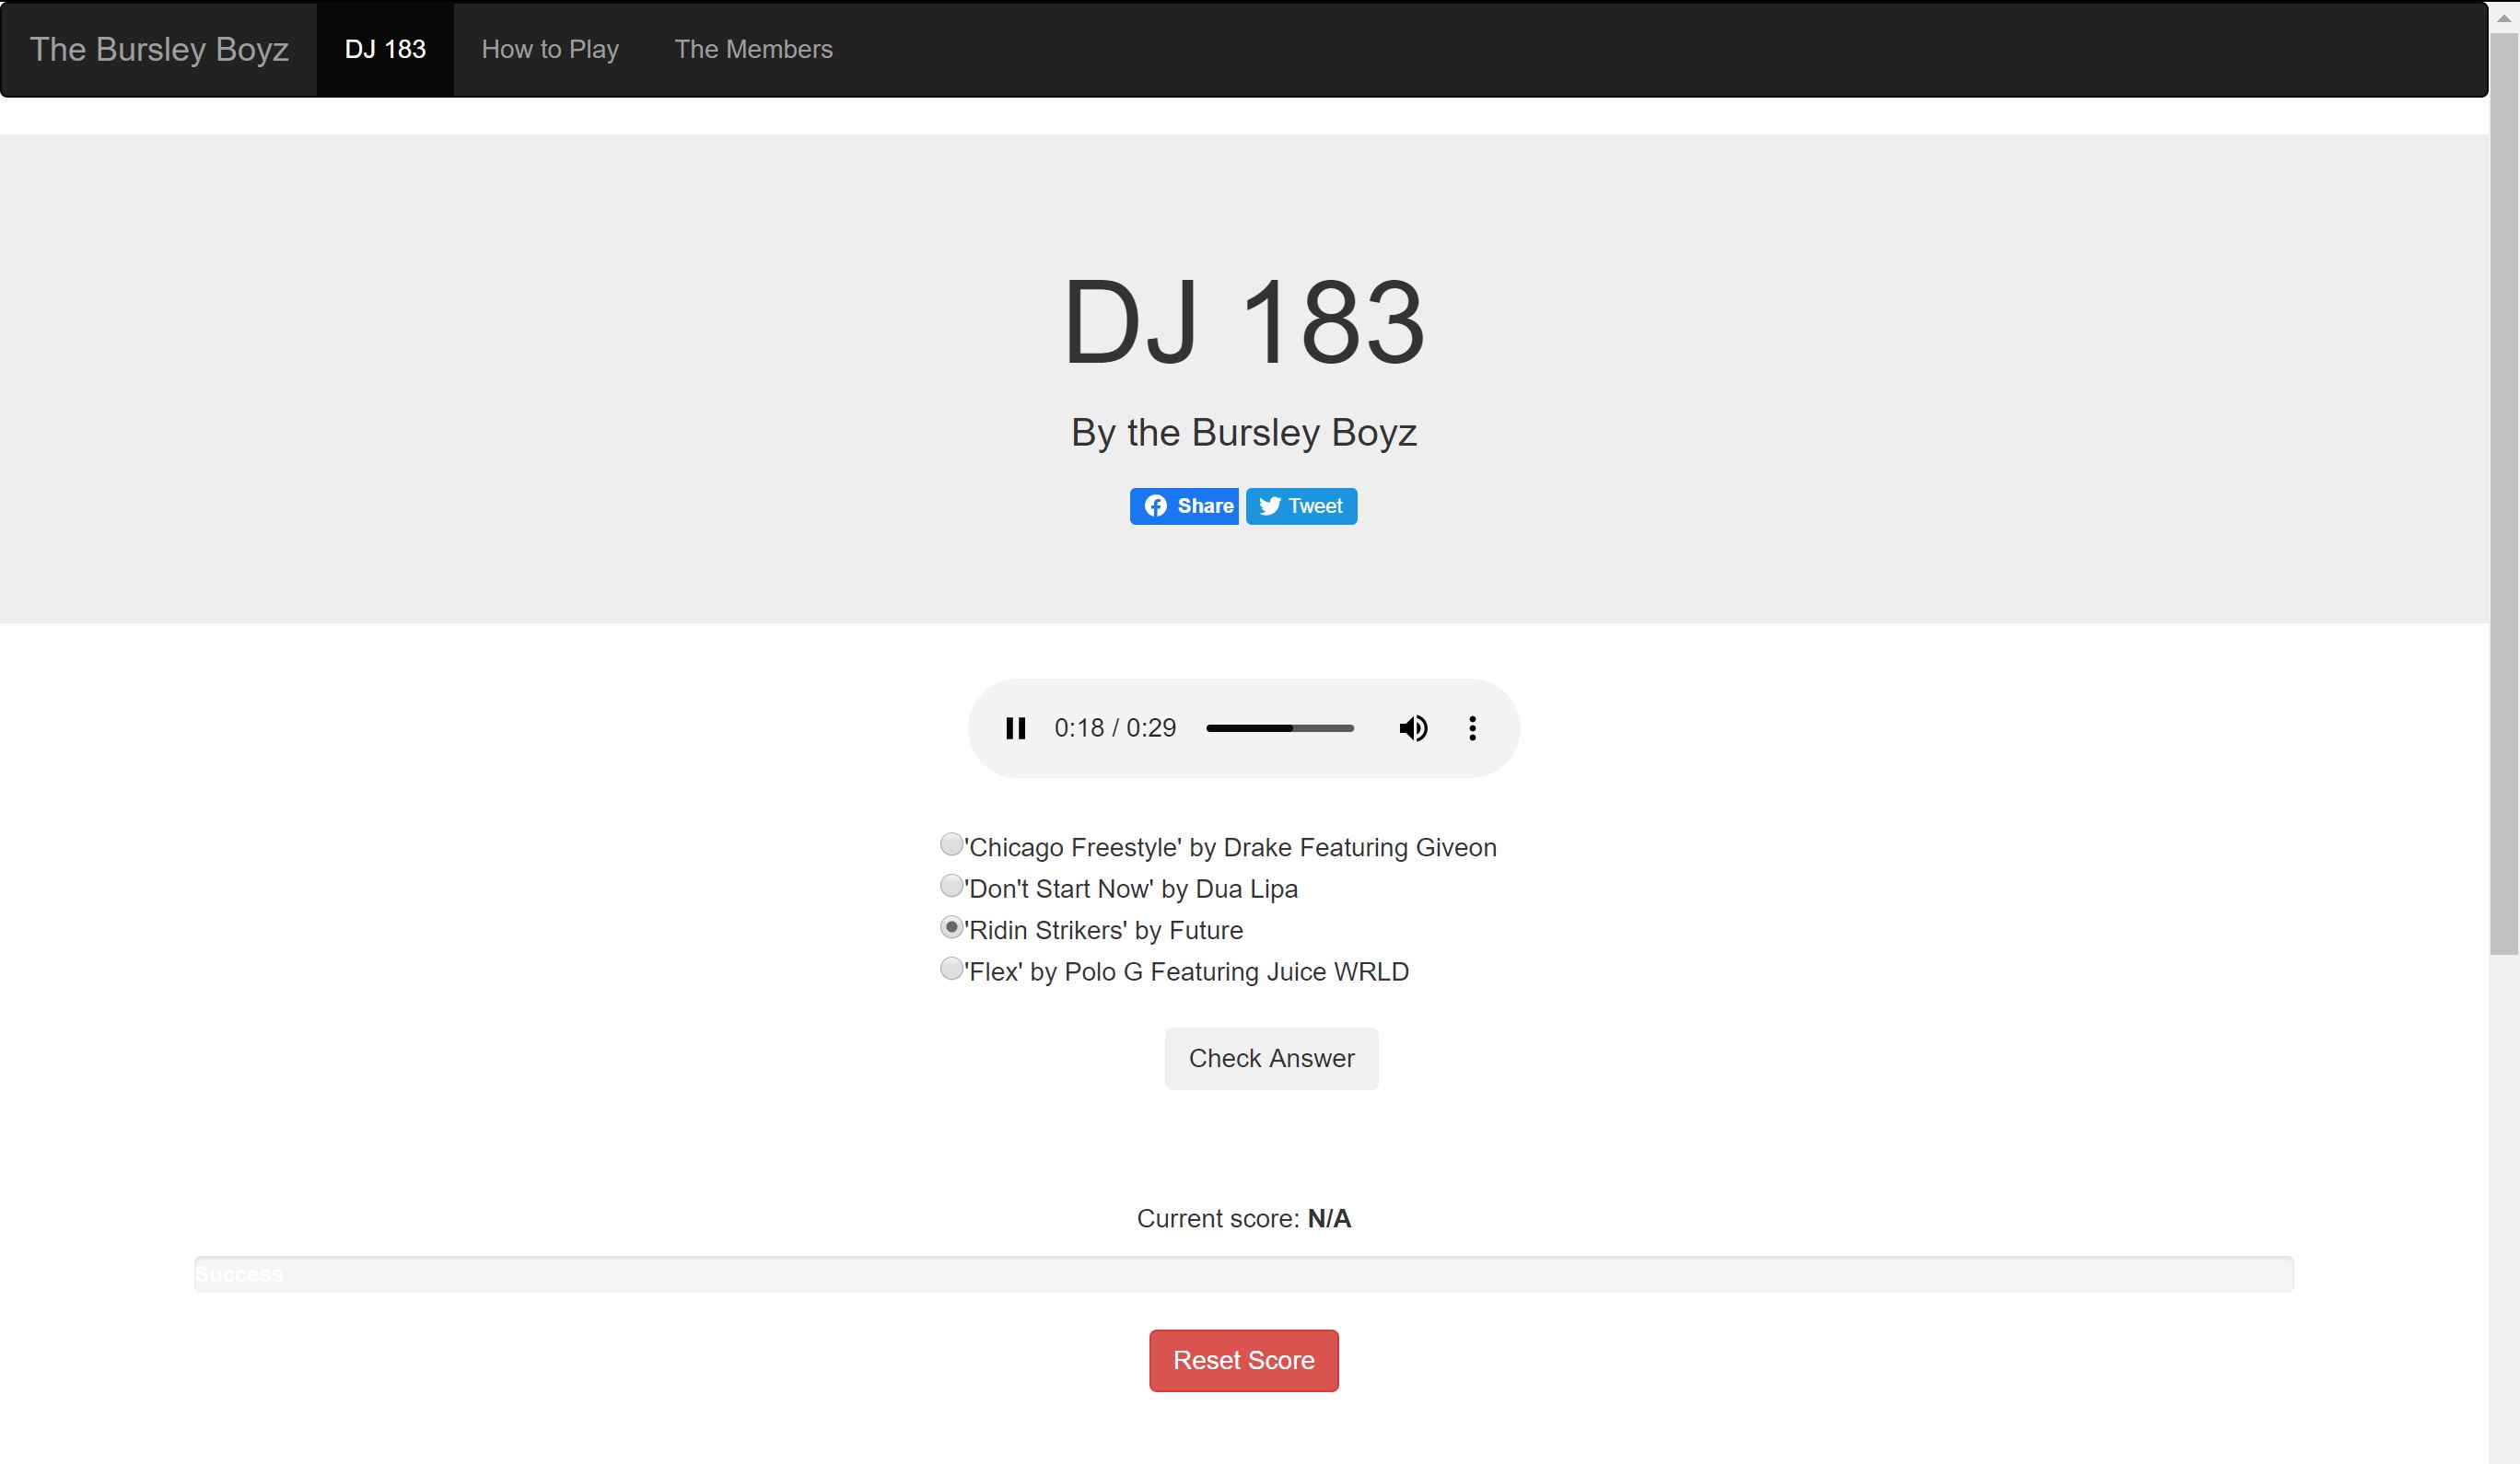 The Bursley Boyz DJ 183 How to Play The Members
DJ 183
By the Bursley Boyz
Share Tweet
0:18 / 0:29
'Chicago Freestyle' by Drake Featuring Giveon
'Don't Start Now' by Dua Lipa
'Ridin Strikers' by Future
'Flex' by Polo G Featuring Juice WRLD
Check Answer
Current score: N/A
Success
Reset Score